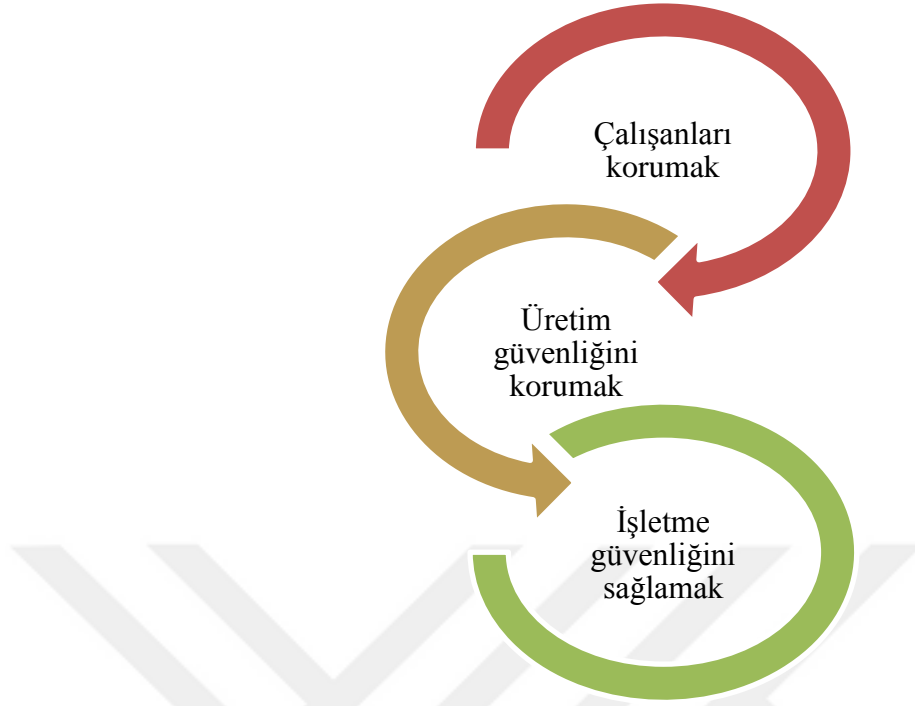 Çalışanları
korumak
Üretim
güvenliğini
korumak
İşletme
güvenliğini
sağlamak